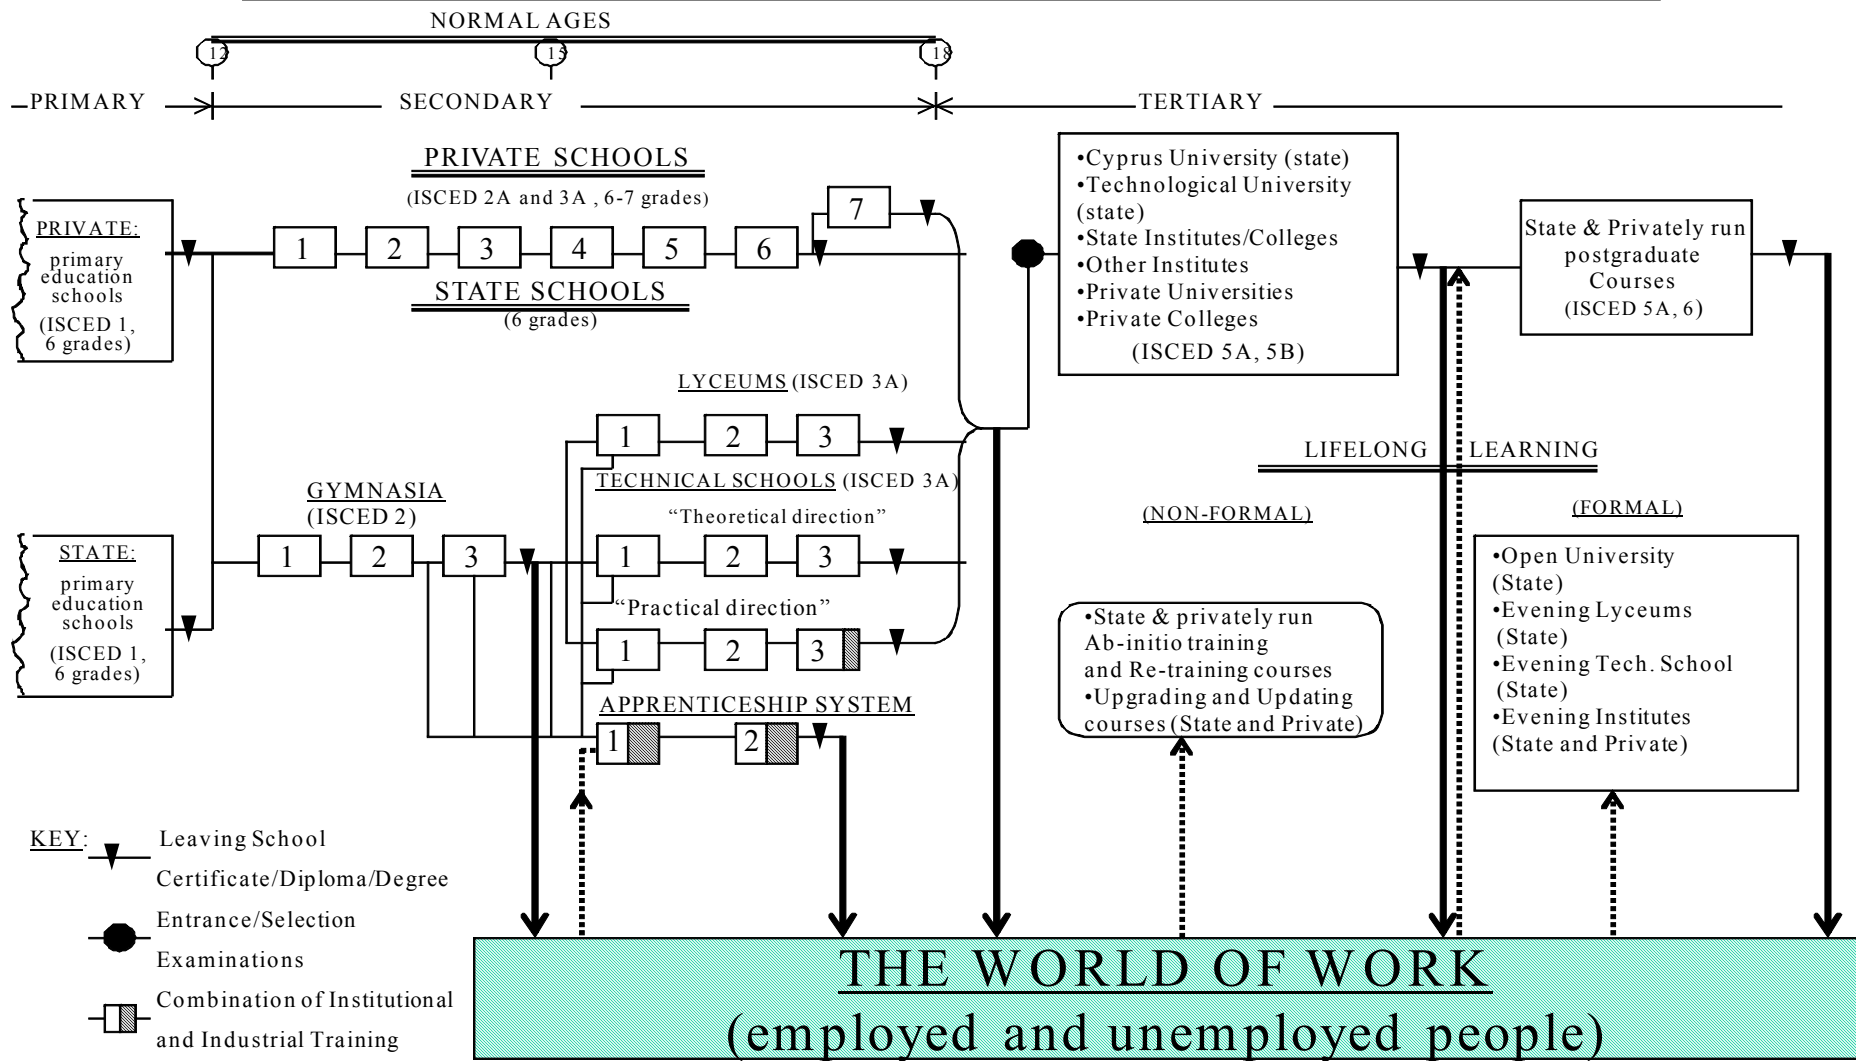 NORMAL AGES
12
15
18
PRIMARY
SECONDARY
TERTIARY
PRIVATE SCHOOLS
(ISCED 2A and 3A , 6-7 grades)
PRIVATE:
primary
education
schools
(ISCED 1,
6 grades)
1
2
3
4
5
6
7
STATE SCHOOLS
(6 grades)
•Cyprus University (state)
•Technological University
(state)
•State Institutes/Colleges
•Other Institutes
•Private Universities
•Private Colleges
(ISCED 5A, 5B)
State & Privately run
postgraduate
Courses
(ISCED 5A, 6)
LYCEUMS (ISCED 3A)
1
2
3
TECHNICAL SCHOOLS (ISCED 3A)
"Theoretical direction"
GYMNASIA
(ISCED 2)
STATE:
primary
education
schools
(ISCED 1,
6 grades)
1
2
3
1
2
3
"Practical direction"
1
2
3
APPRENTICESHIP SYSTEM
1
2
LIFELONG LEARNING
(NON-FORMAL)
•State & privately run
Ab-initio training
and Re-training courses
•Upgrading and Updating
courses (State and Private)
(FORMAL)
•Open University
(State)
•Evening Lyceums
(State)
•Evening Tech. School
(State)
•Evening Institutes
(State and Private)
KEY:
Leaving School
Certificate/Diploma/Degree
Entrance/Selection
Examinations
Combination of Institutional
and Industrial Training
THE WORLD OF WORK
(employed and unemployed people)